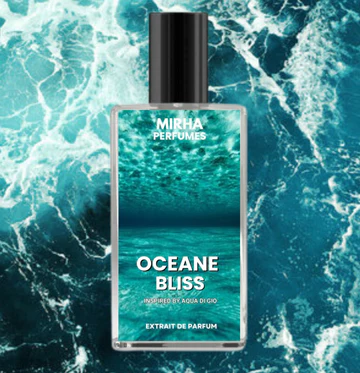 MIRHA
PERFUMES
OCEANE
BLISS
INSPIRED BY AQUA DI GIO
EXTRAIT DE PARFUM